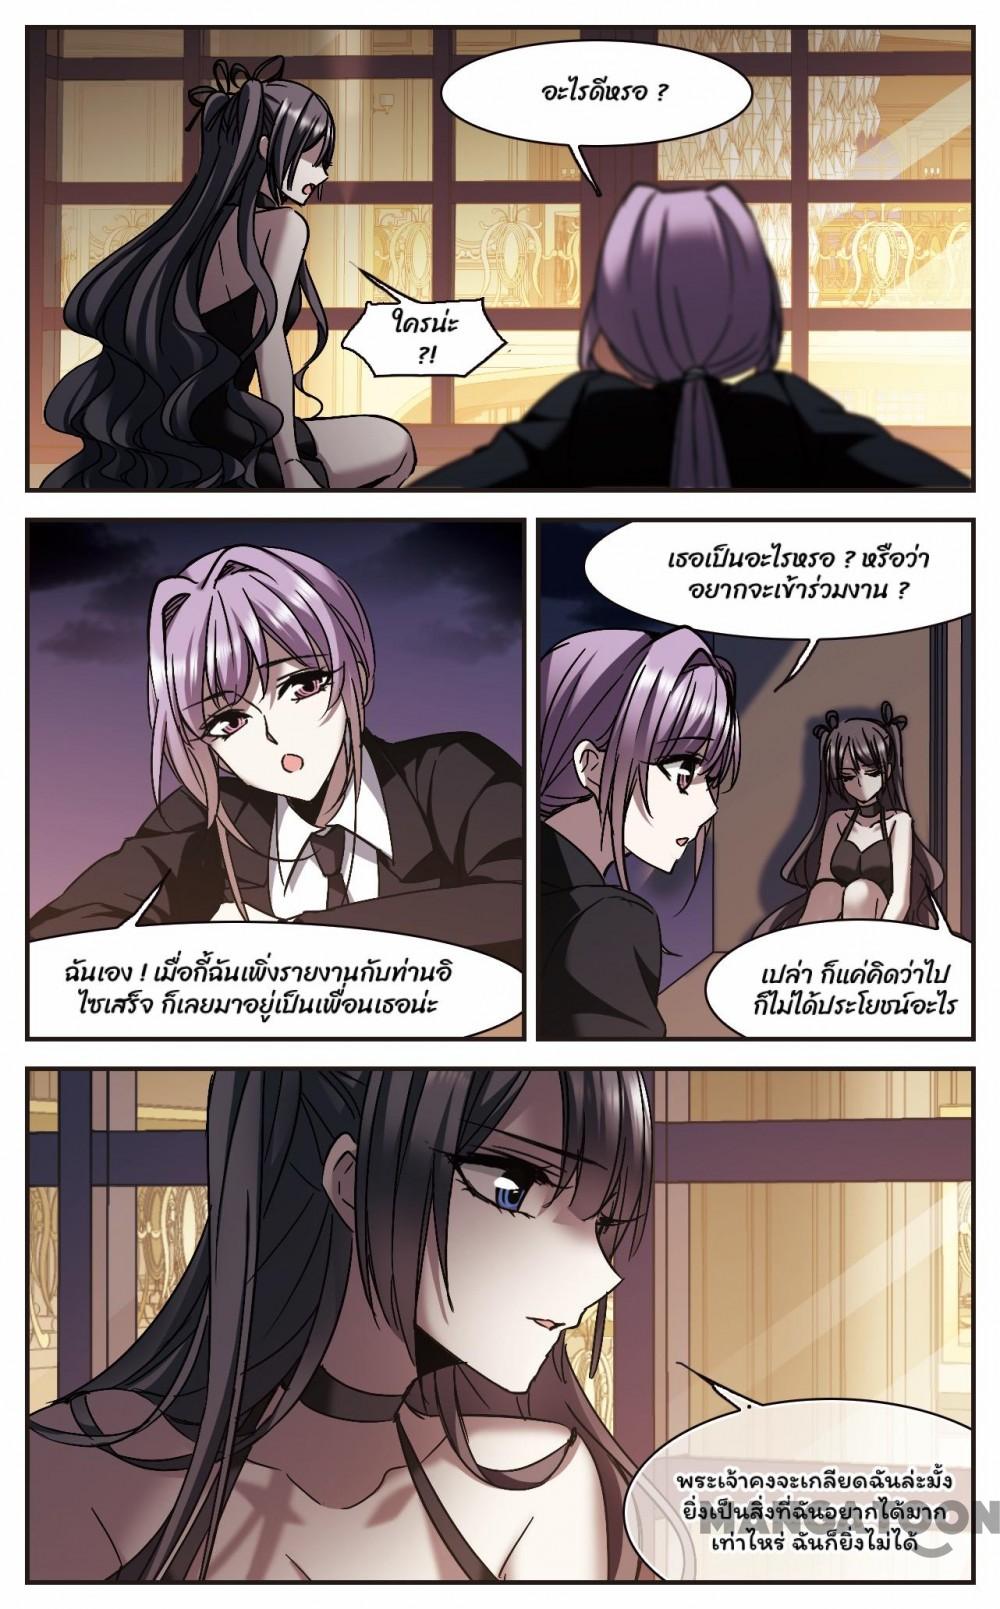 อะไรดีหรอ ?
ใครน่ะ
?!
ฉันเอง ! เมื่อกี้ฉันเพิ่งรายงานกับท่านอิ
ไซเสร็จ ก็เลยมาอยู่เป็นเพื่อนเธอน่ะ
เธอเป็นอะไรหรอ ? หรือว่า
อยากจะเข้าร่วมงาน ?
เปล่า ก็แค่คิดว่าไป
ก็ไม่ได้ประโยชน์อะไร
พระเจ้าคงจะเกลียดฉันล่ะมั้ง
ยิ่งเป็นสิ่งที่ฉันอยากได้มาก
เท่าไหร่ ฉันก็ยิ่งไม่ได้
MANGATOON